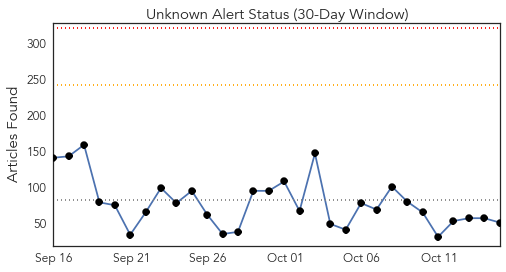 Unknown Alert Status (30-Day Window)
Articles Found
300
250
200
150
100
50
Sep 16 Sep 21 Sep 26 Oct 01 Oct 06 Oct 11